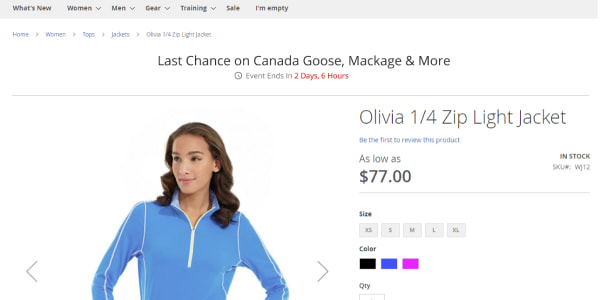 What's New Women Men Gear Training Sale I'm empty
Home Women Tops Jackets Olivia 1/4 Zip Light Jacket
Last Chance on Canada Goose, Mackage & More
Event Ends In 2 Days, 6 Hours
Olivia 1/4 Zip Light Jacket
Be the first to review this product
As low as
$77.00
IN STOCK
SKU#: WJ12
Size
XS S M L XL
Color
Qty